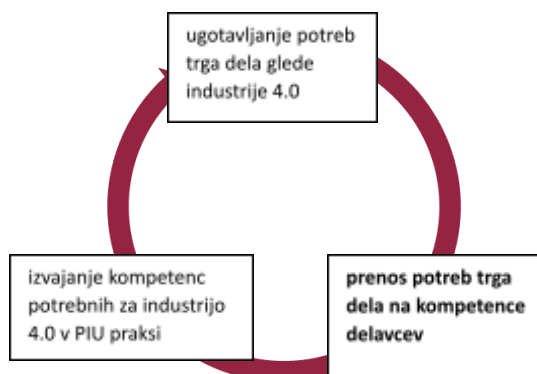 ugotavljanje potreb
trga dela glede
industrije 4.0
izvajanje kompetenc
potrebnih za industrijo
4.0 v PIU praksi
prenos potreb trga
dela na kompetence
delavcev